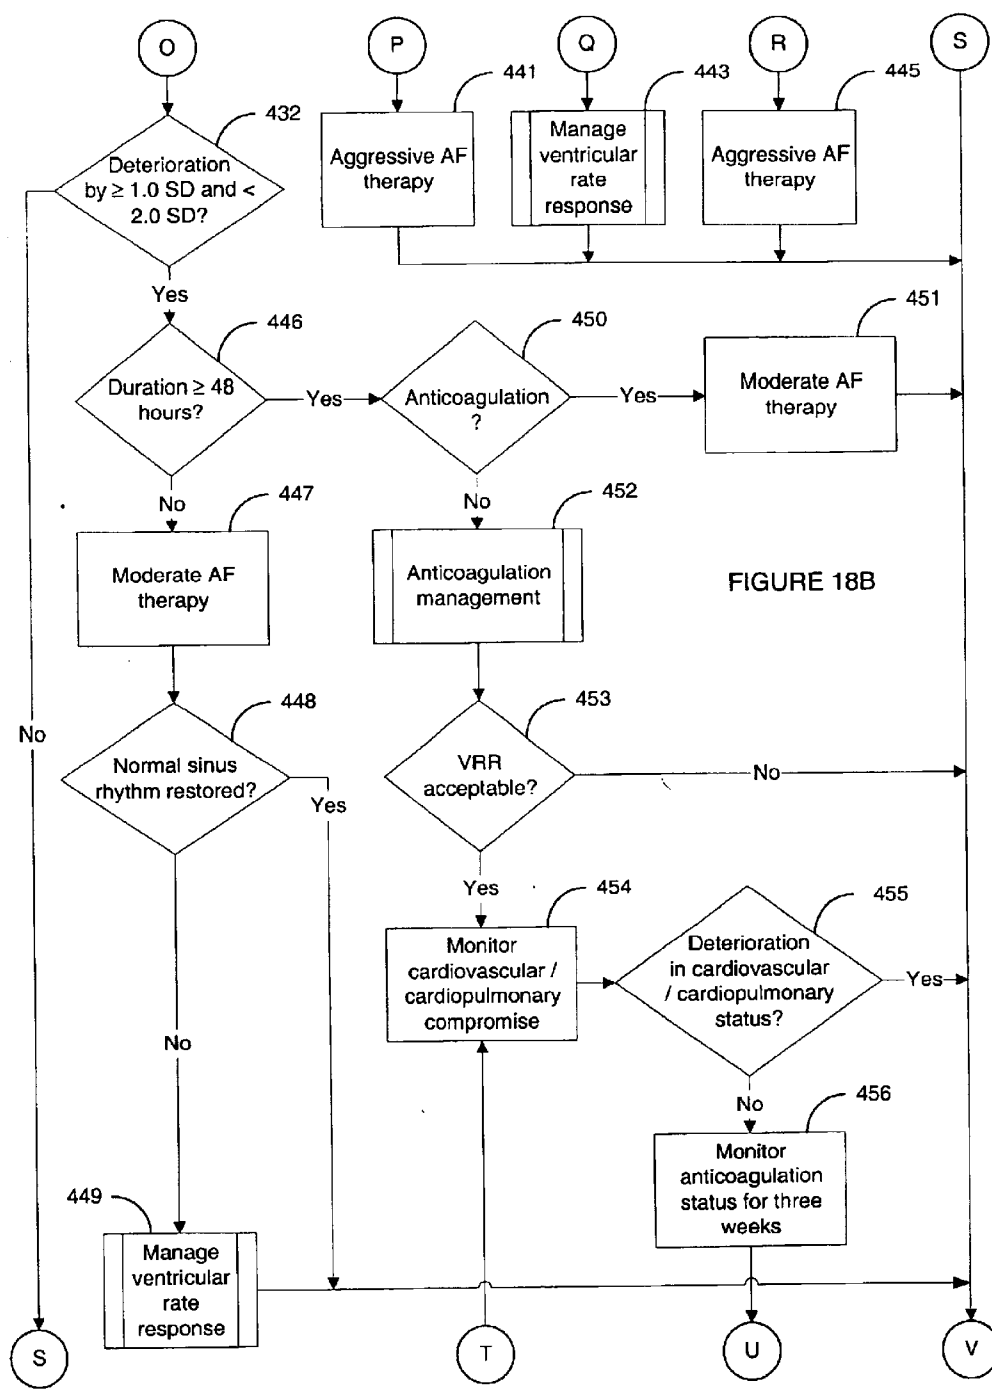 O
P
Q
R
S
432
441
443
445
Deterioration
by ≥ 1.0 SD and <
2.0 SD?
Aggressive AF
therapy
Manage
ventricular
rate
response
Aggressive AF
therapy
Yes
446
450
451
Duration ≥ 48
hours?
Yes
Anticoagulation
?
Yes
Moderate AF
therapy
No
447
No
452
Moderate AF
therapy
Anticoagulation
management
FIGURE 18B
448
453
No
Normal sinus
rhythm restored?
Yes
VRR
acceptable?
No
Yes
454
455
Monitor
cardiovascular /
cardiopulmonary
compromise
Deterioration
in cardiovascular
/ cardiopulmonary
status?
Yes
No
No
456
Monitor
anticoagulation
status for three
weeks
449
Manage
ventricular
rate
response
S
T
U
V